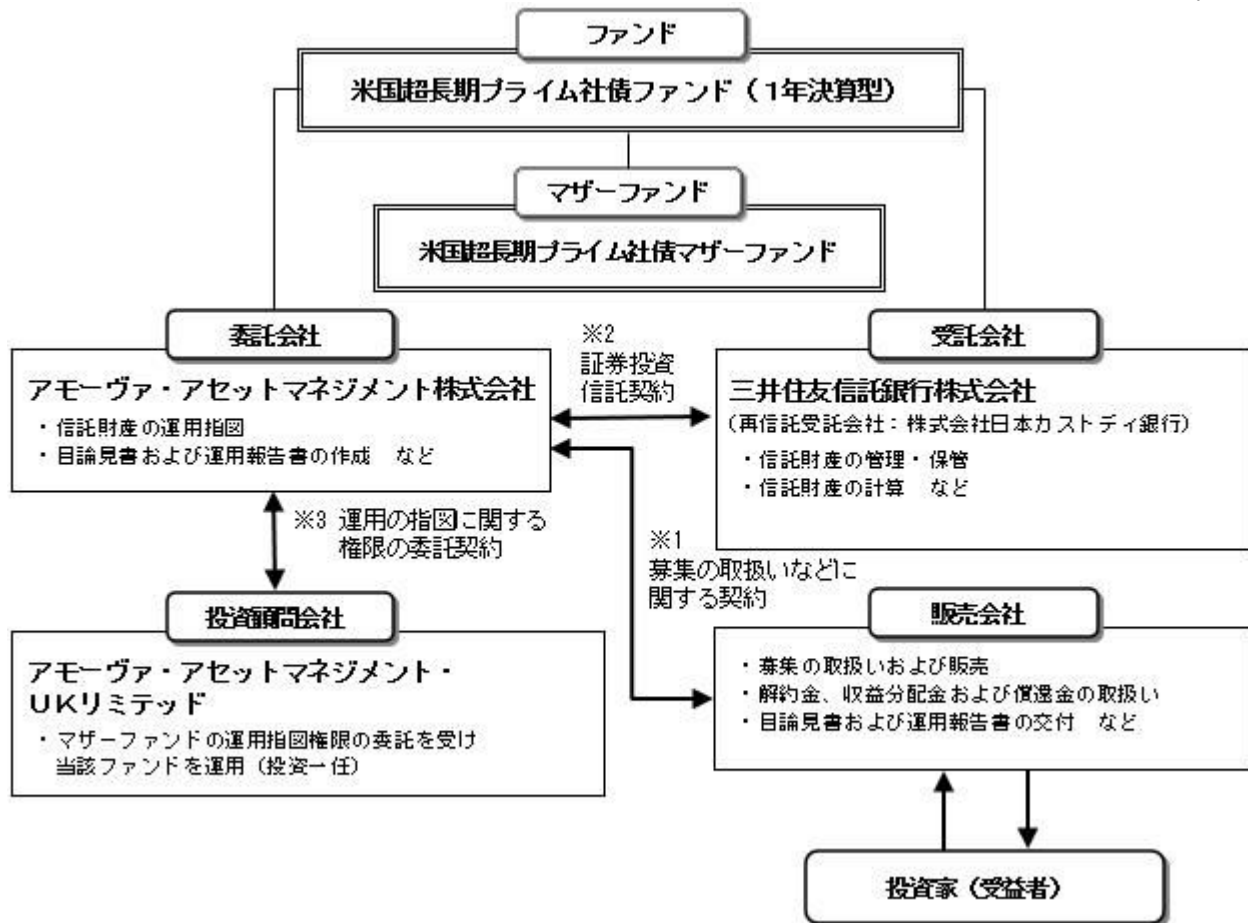 ファンド
米国超長期プライム社債ファンド（１年決算型）
マザーファンド
米国超長期プライム社債マザーファンド
委託会社
アモーヴァ・アセットマネジメント株式会社
・信託財産の運用指図
・目論見書および運用報告書の作成　など
※2
証券投資
信託契約
受託会社
三井住友信託銀行株式会社
(再信託受託会社：株式会社日本カストディ銀行)
・信託財産の管理・保管
・信託財産の計算　など
※3 運用の指図に関する
権限の委託契約
※1
募集の取扱いなどに
関する契約
投資顧問会社
アモーヴァ・アセットマネジメント・
ＵＫリミテッド
・マザーファンドの運用指図権限の委託を受け
当該ファンドを運用（投資一任）
販売会社
・募集の取扱いおよび販売
・解約金、収益分配金および償還金の取扱い
・目論見書および運用報告書の交付　など
投資家（受益者）